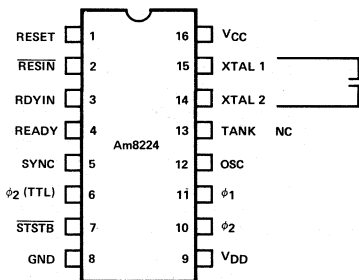 RESET 1 16 VCC
RESIN 2 15 XTAL 1
RDYIN 3 14 XTAL 2
READY 4 13 TANK NC
Am8224
SYNC 5 12 OSC
ϕ2 (TTL) 6 11 ϕ1
STSTB 7 10 ϕ2
GND 8 9 VDD